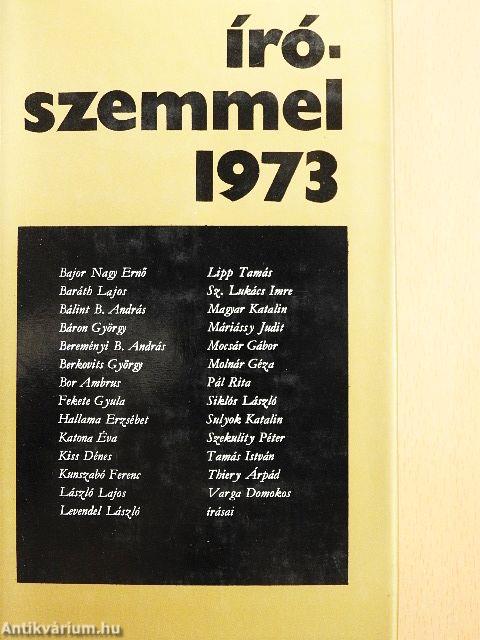 író-
szemmel
1973
Bajor Nagy Ernő
Baráth Lajos
Bálint B. András
Báron György
Bereményi B. András
Berkovits György
Bor Ambrus
Fekete Gyula
Hallama Erzsébet
Katona Éva
Kiss Dénes
Kunszabó Ferenc
László Lajos
Levendel László
Lipp Tamás
Sz. Lukács Imre
Magyar Katalin
Máriássy Judit
Mocsár Gábor
Molnár Géza
Pál Rita
Siklós László
Sulyok Katalin
Szekulity Péter
Tamás István
Thiery Árpád
Varga Domokos
írásai
Antikvárium.hu